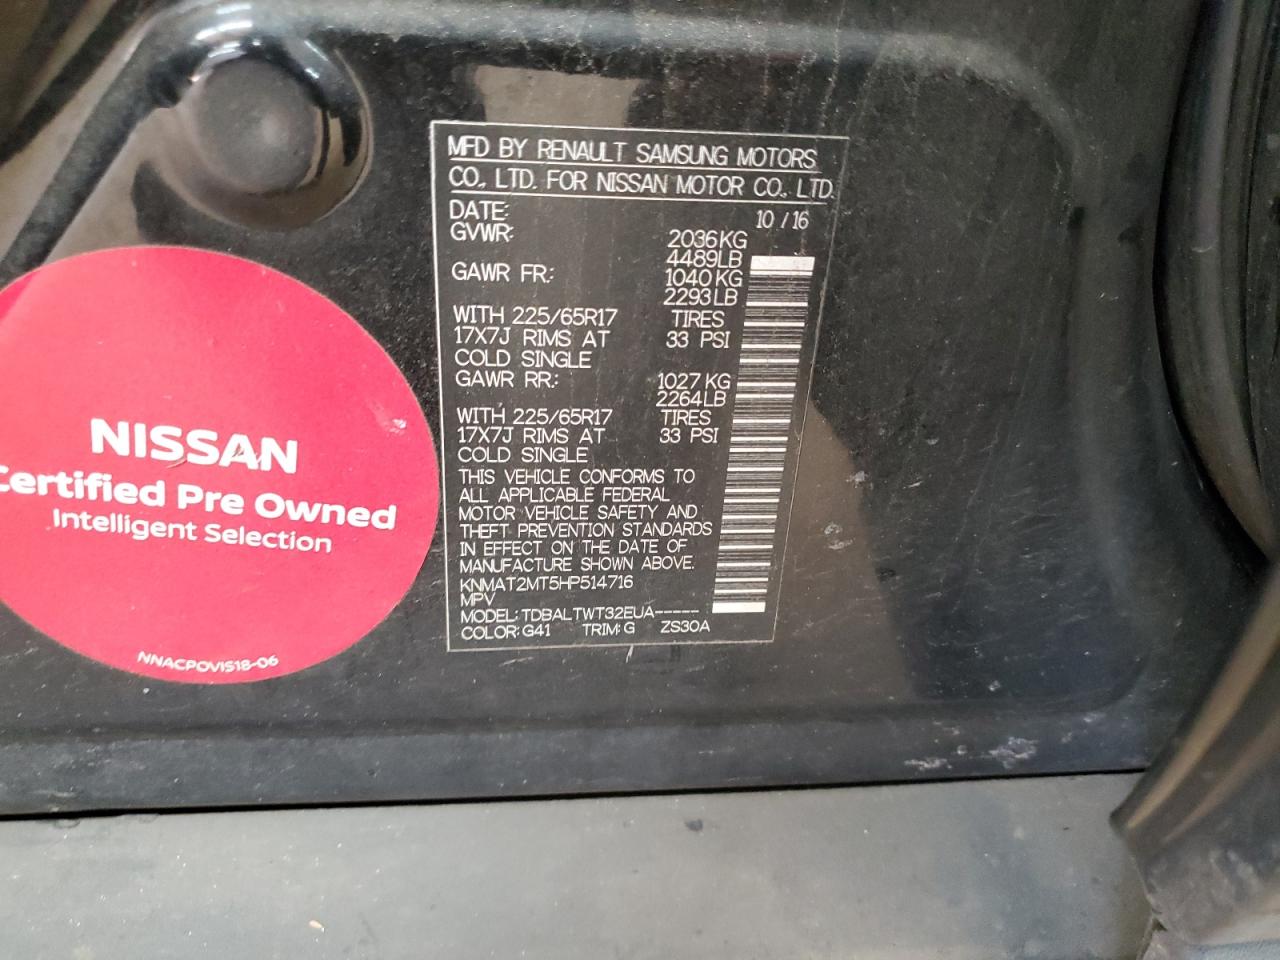 MFD BY RENAULT SAMSUNG MOTORS
CO., LTD. FOR NISSAN MOTOR CO., LTD.
DATE: 10 / 16
GVWR: 2036KG
4489LB
GAWR FR: 1040KG
2293LB
WITH 225/65R17 TIRES
17X7J RIMS AT 33 PSI
COLD SINGLE
GAWR RR: 1027KG
2264LB
WITH 225/65R17 TIRES
17X7J RIMS AT 33 PSI
COLD SINGLE
THIS VEHICLE CONFORMS TO
ALL APPLICABLE FEDERAL
MOTOR VEHICLE SAFETY AND
THEFT PREVENTION STANDARDS
IN EFFECT ON THE DATE OF
MANUFACTURE SHOWN ABOVE.
KNMAT2MT5HP514716
MPV
MODEL: TDBALTWT32EUA-----
COLOR: G41 TRIM: G ZS30A
NISSAN
Certified Pre Owned
Intelligent Selection
NNACPOVIS18-06